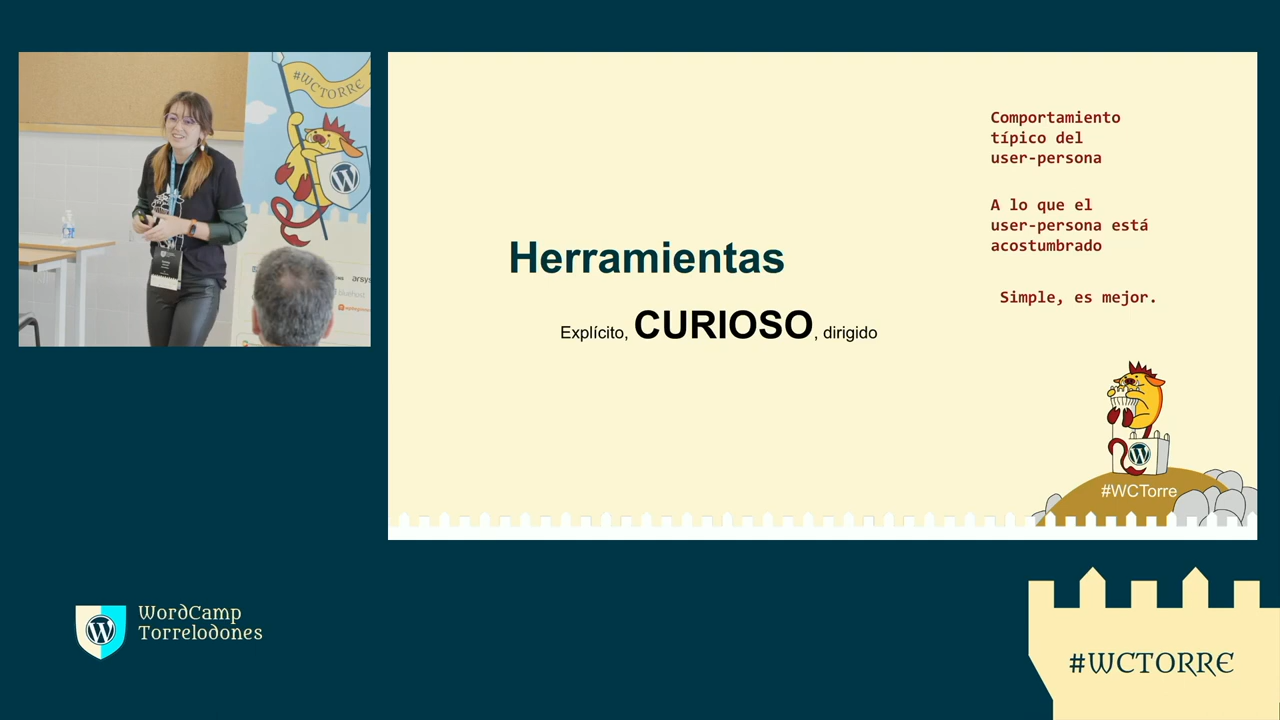 #WCTORRE
arsys
Herramientas
Explícito, CURIOSO, dirigido
Comportamiento
típico del
user-persona
A lo que el
user-persona está
acostumbrado
Simple, es mejor.
#WCTorre
WordCamp
Torrelodones
#WCTORRE